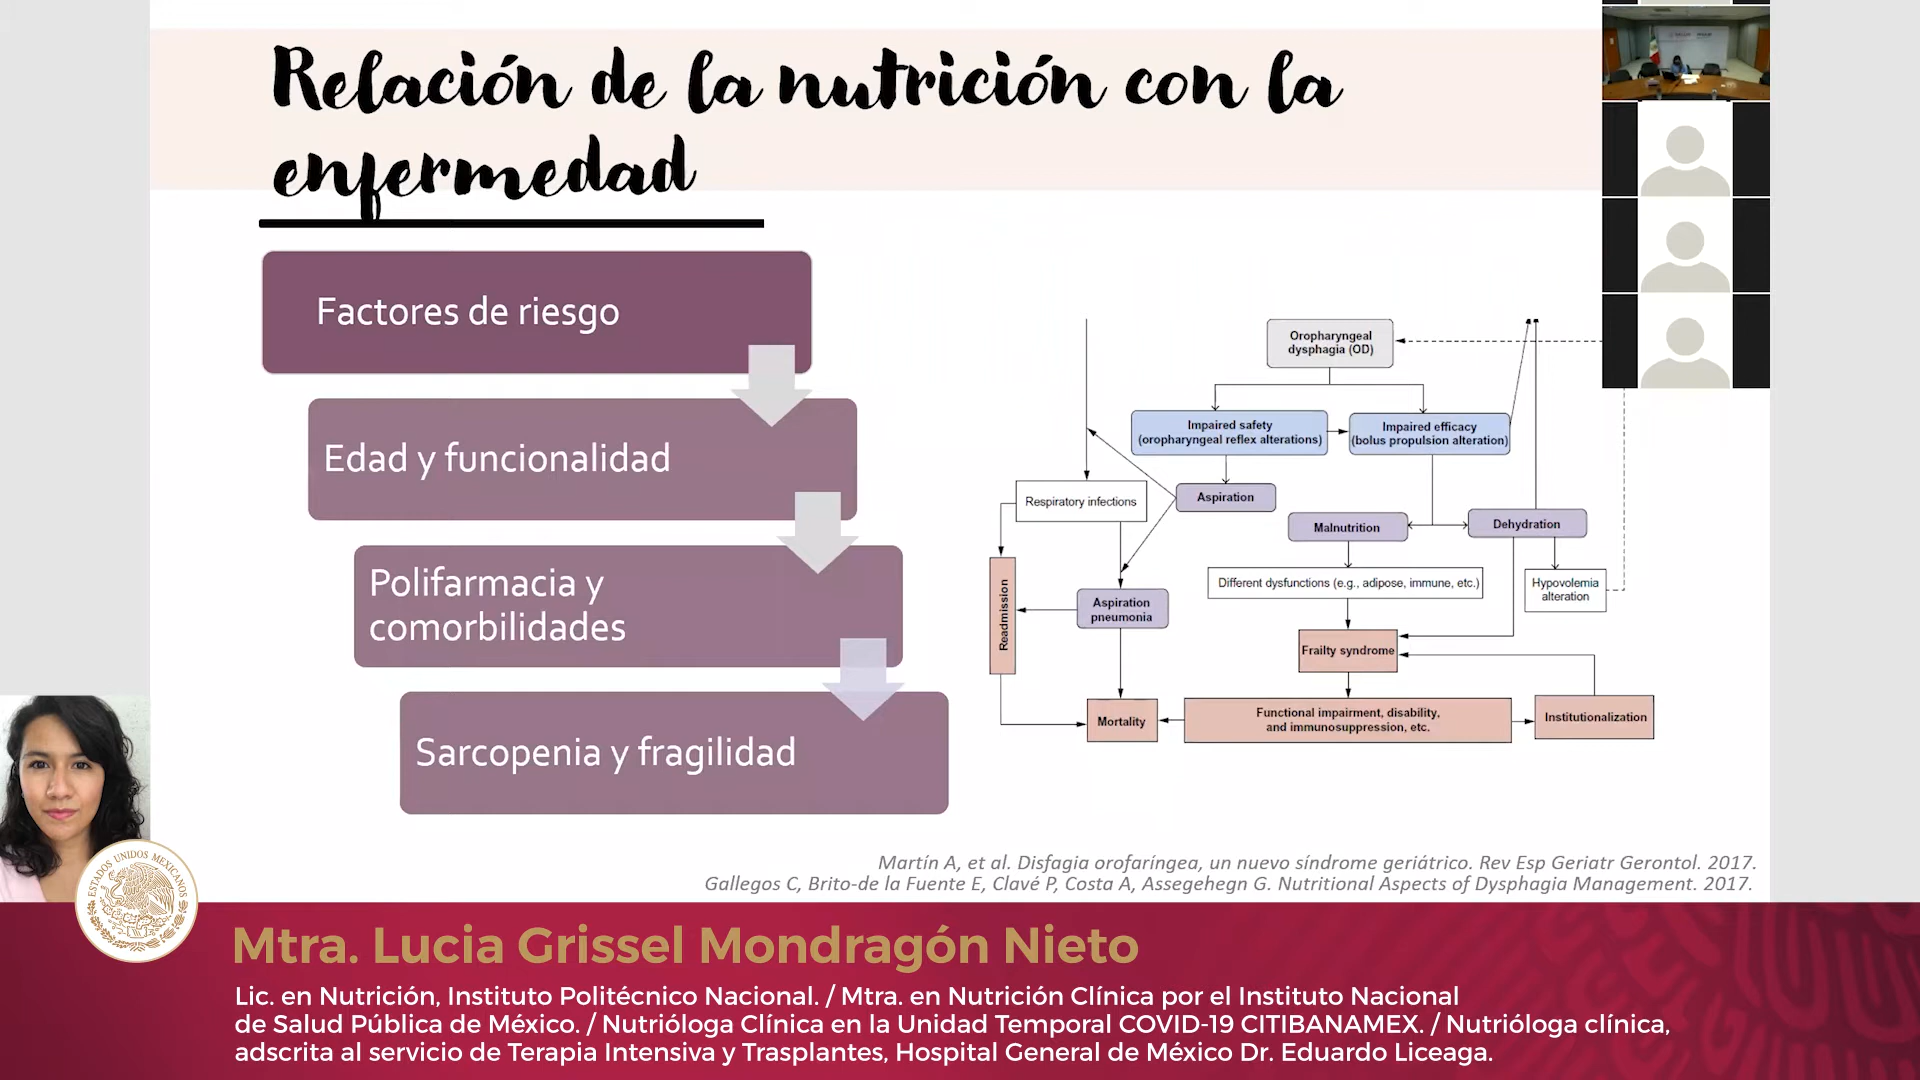 Relación de la nutrición con la
enfermedad
Factores de riesgo
Edad y funcionalidad
Polifarmacia y
comorbilidades
Sarcopenia y fragilidad
Oropharyngeal
dysphagia (OD)
Impaired safety
(oropharyngeal reflex alterations)
Impaired efficacy
(bolus propulsion alteration)
Respiratory infections
Aspiration
Malnutrition
Dehydration
Different dysfunctions (e.g., adipose, immune, etc.)
Hypovolemia
alteration
Readmission
Aspiration
pneumonia
Frailty syndrome
Mortality
Functional impairment, disability,
and immunosuppression, etc.
Institutionalization
Martín A, et al. Disfagia orofaríngea, un nuevo síndrome geriátrico. Rev Esp Geriatr Gerontol. 2017.
Gallegos C, Brito-de la Fuente E, Clavé P, Costa A, Assegehegn G. Nutritional Aspects of Dysphagia Management. 2017.
ESTADOS UNIDOS MEXICANOS
Mtra. Lucia Grissel Mondragón Nieto
Lic. en Nutrición, Instituto Politécnico Nacional. / Mtra. en Nutrición Clínica por el Instituto Nacional
de Salud Pública de México. / Nutrióloga Clínica en la Unidad Temporal COVID-19 CITIBANAMEX. / Nutrióloga clínica,
adscrita al servicio de Terapia Intensiva y Trasplantes, Hospital General de México Dr. Eduardo Liceaga.